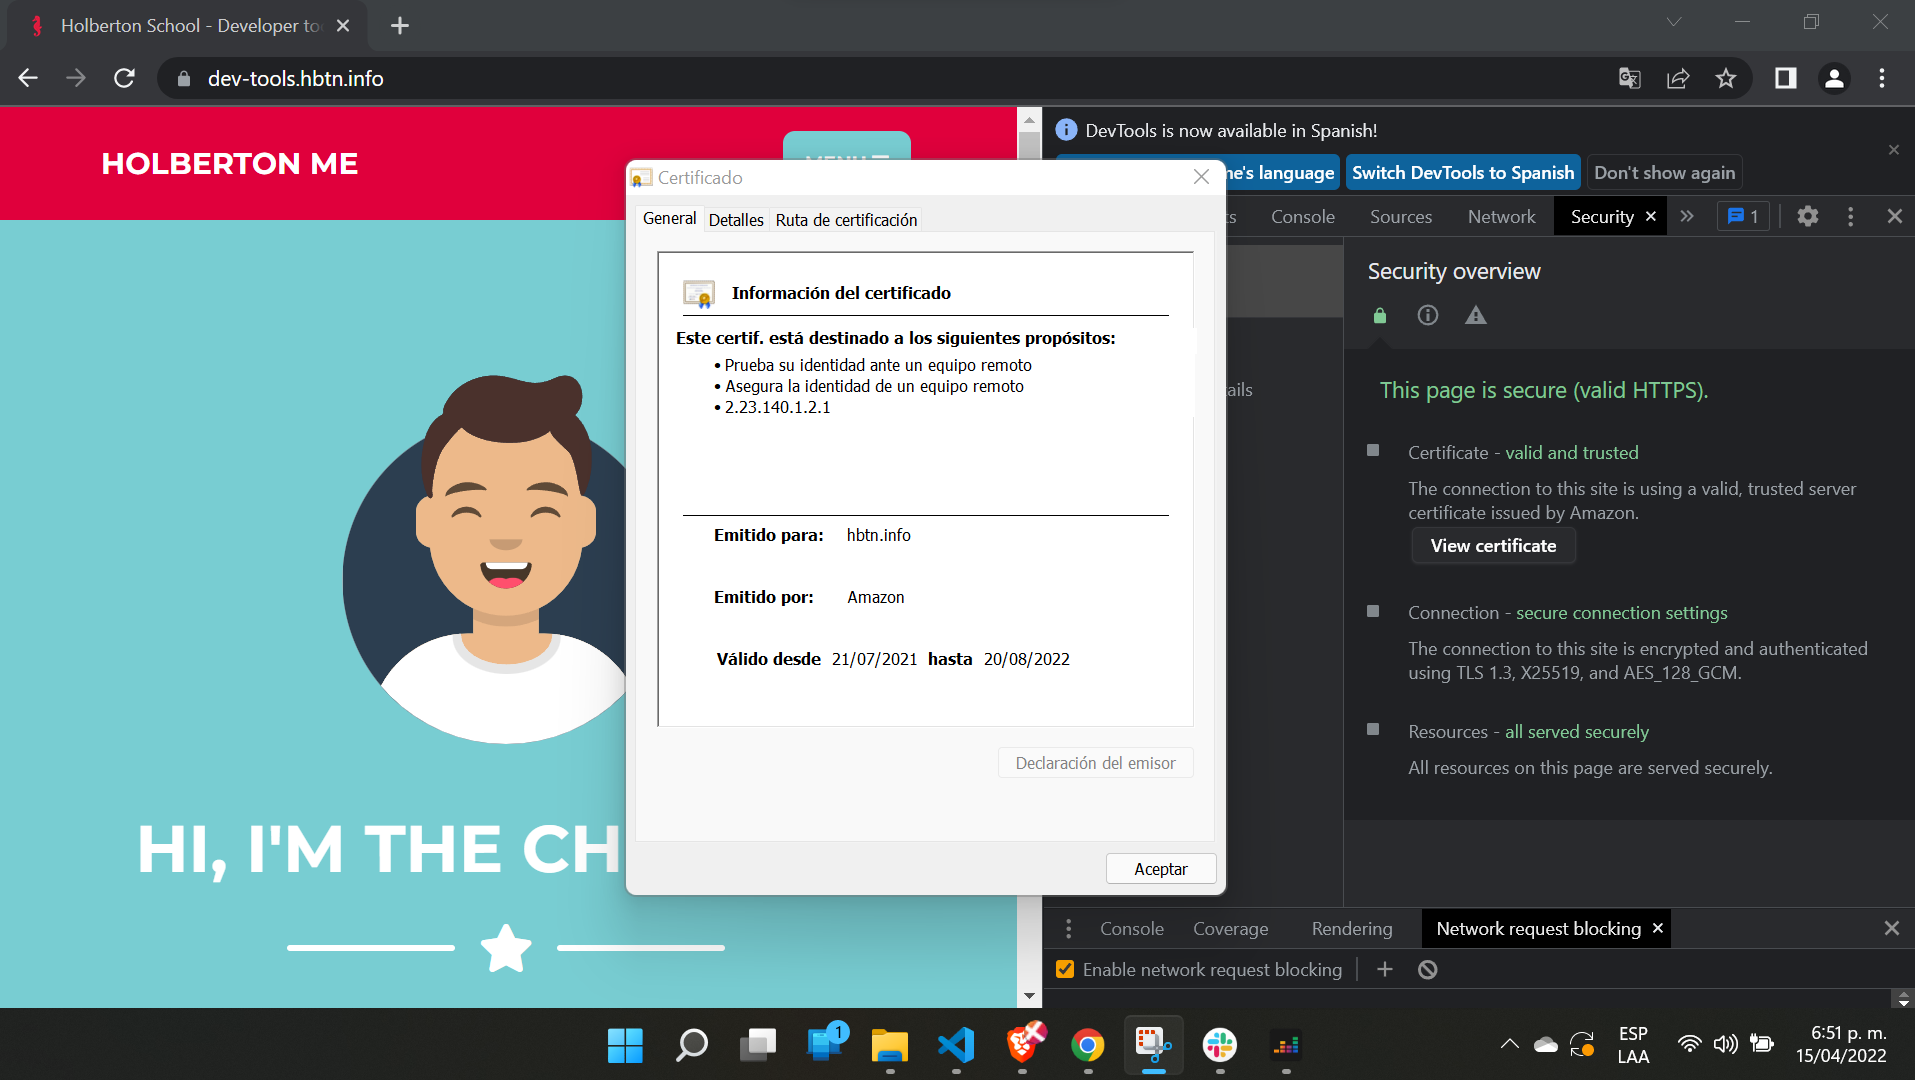 Holberton School - Developer to
dev-tools.hbtn.info
HOLBERTON ME
HI, I'M THE CH
Certificado
General Detalles Ruta de certificación
Información del certificado
Este certif. está destinado a los siguientes propósitos:
• Prueba su identidad ante un equipo remoto
• Asegura la identidad de un equipo remoto
• 2.23.140.1.2.1
Emitido para: hbtn.info
Emitido por: Amazon
Válido desde 21/07/2021 hasta 20/08/2022
Declaración del emisor
Aceptar
DevTools is now available in Spanish!
language Switch DevTools to Spanish Don't show again
Console Sources Network Security 1
Security overview
This page is secure (valid HTTPS).
Certificate - valid and trusted
The connection to this site is using a valid, trusted server
certificate issued by Amazon.
View certificate
Connection - secure connection settings
The connection to this site is encrypted and authenticated
using TLS 1.3, X25519, and AES_128_GCM.
Resources - all served securely
All resources on this page are served securely.
Console Coverage Rendering Network request blocking
Enable network request blocking
1
ESP
LAA
6:51 p. m.
15/04/2022